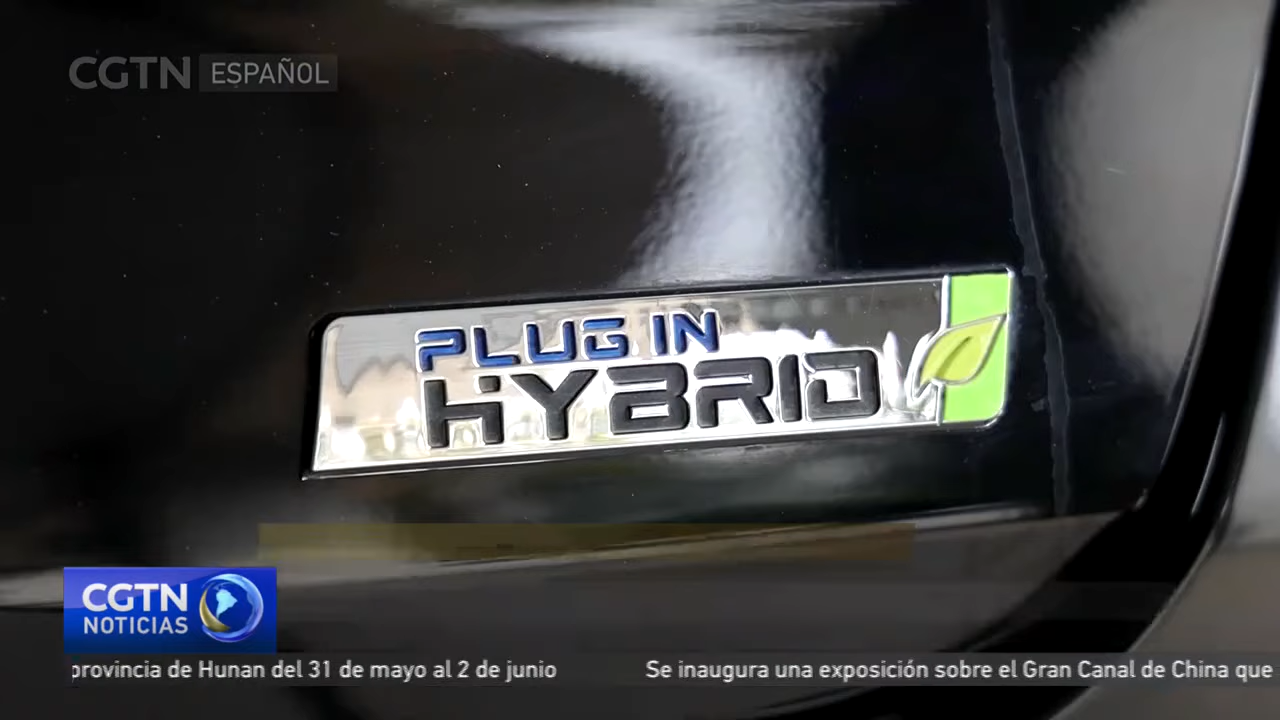 CGTN ESPAÑOL
PLUG IN
HYBRID
CGTN
NOTICIAS
provincia de Hunan del 31 de mayo al 2 de junio
Se inaugura una exposición sobre el Gran Canal de China que